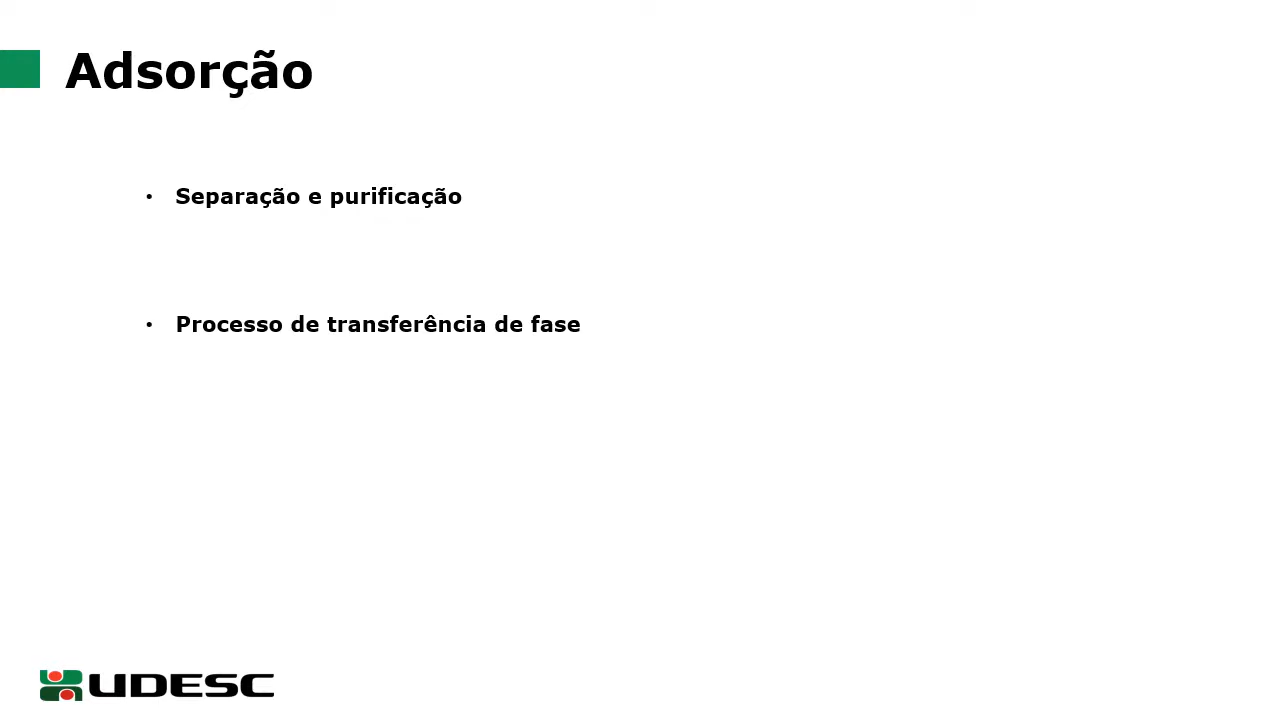 Adsorção
• Separação e purificação
• Processo de transferência de fase
UDESC